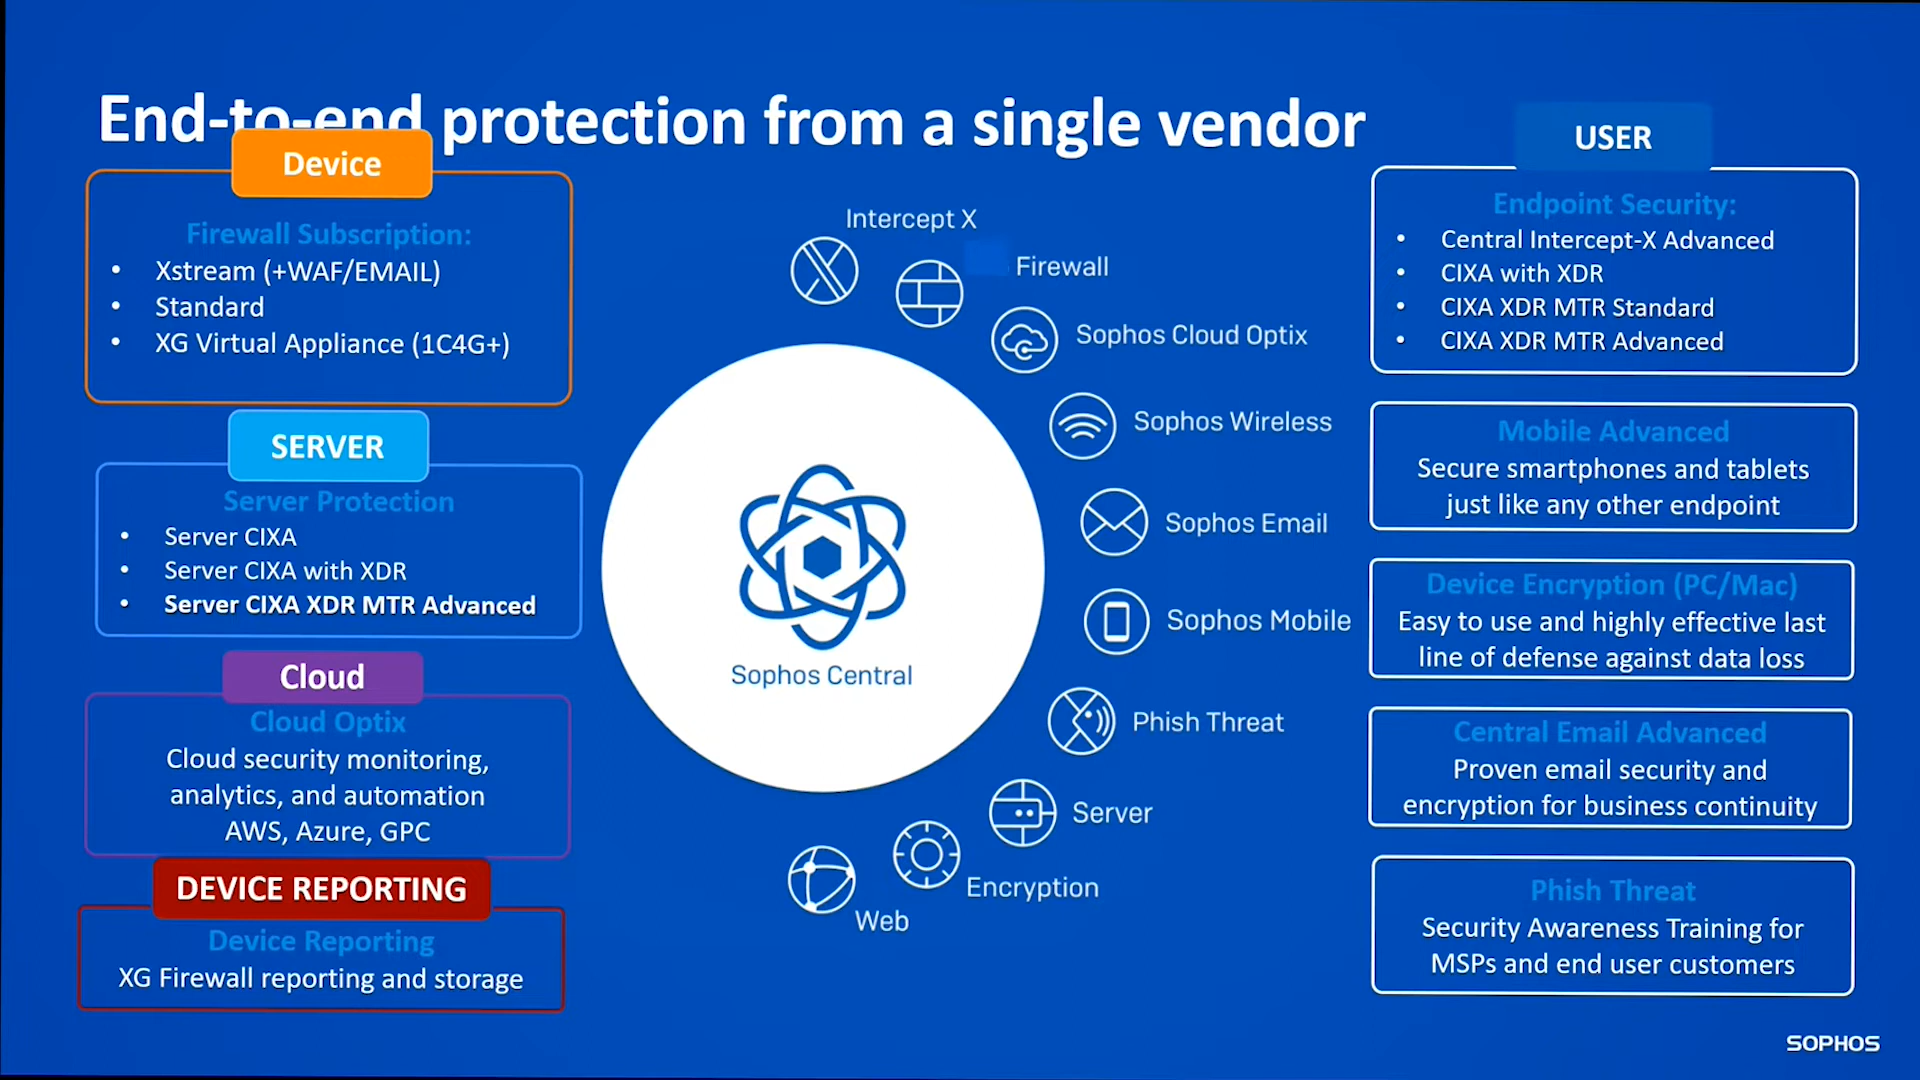 End-to-end protection from a single vendor
Device
Firewall Subscription:
• Xstream (+WAF/EMAIL)
• Standard
• XG Virtual Appliance (1C4G+)
SERVER
Server Protection
• Server CIXA
• Server CIXA with XDR
• Server CIXA XDR MTR Advanced
Cloud
Cloud Optix
Cloud security monitoring,
analytics, and automation
AWS, Azure, GPC
DEVICE REPORTING
Device Reporting
XG Firewall reporting and storage
Intercept X
Firewall
Sophos Cloud Optix
Sophos Wireless
Sophos Email
Sophos Mobile
Phish Threat
Server
Encryption
Web
Sophos Central
USER
Endpoint Security:
• Central Intercept-X Advanced
• CIXA with XDR
• CIXA XDR MTR Standard
• CIXA XDR MTR Advanced
Mobile Advanced
Secure smartphones and tablets
just like any other endpoint
Device Encryption (PC/Mac)
Easy to use and highly effective last
line of defense against data loss
Central Email Advanced
Proven email security and
encryption for business continuity
Phish Threat
Security Awareness Training for
MSPs and end user customers
SOPHOS